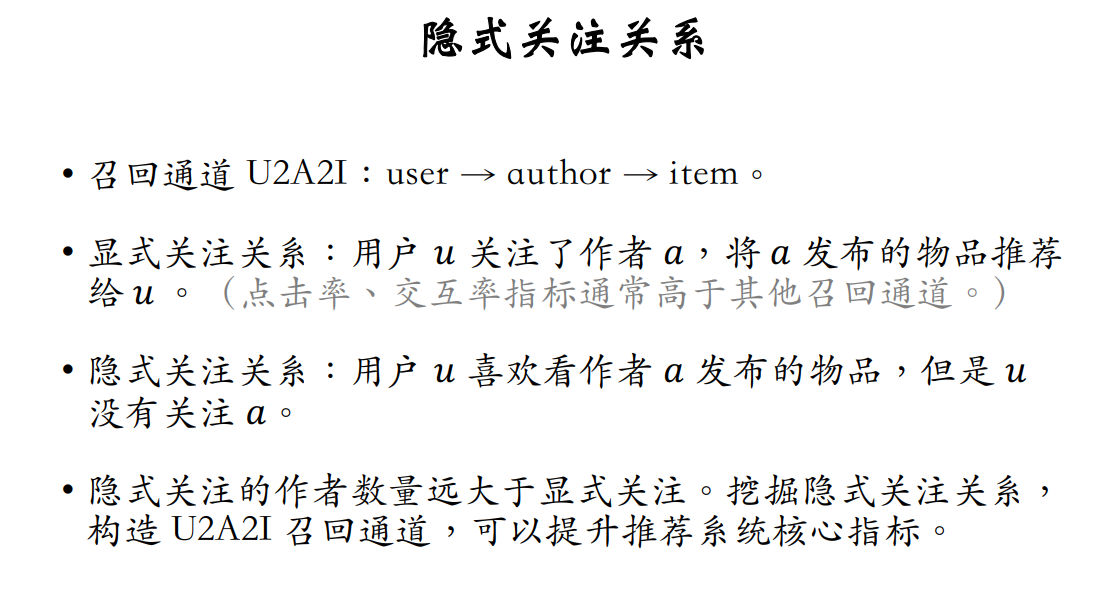 隐式关注关系
• 召回通道 U2A2I：user → author → item。
• 显式关注关系：用户 u 关注了作者 a，将 a 发布的物品推荐
给 u 。（点击率、交互率指标通常高于其他召回通道。）
• 隐式关注关系：用户 u 喜欢看作者 a 发布的物品，但是 u
没有关注 a。
• 隐式关注的作者数量远大于显式关注。挖掘隐式关注关系，
构造 U2A2I 召回通道，可以提升推荐系统核心指标。